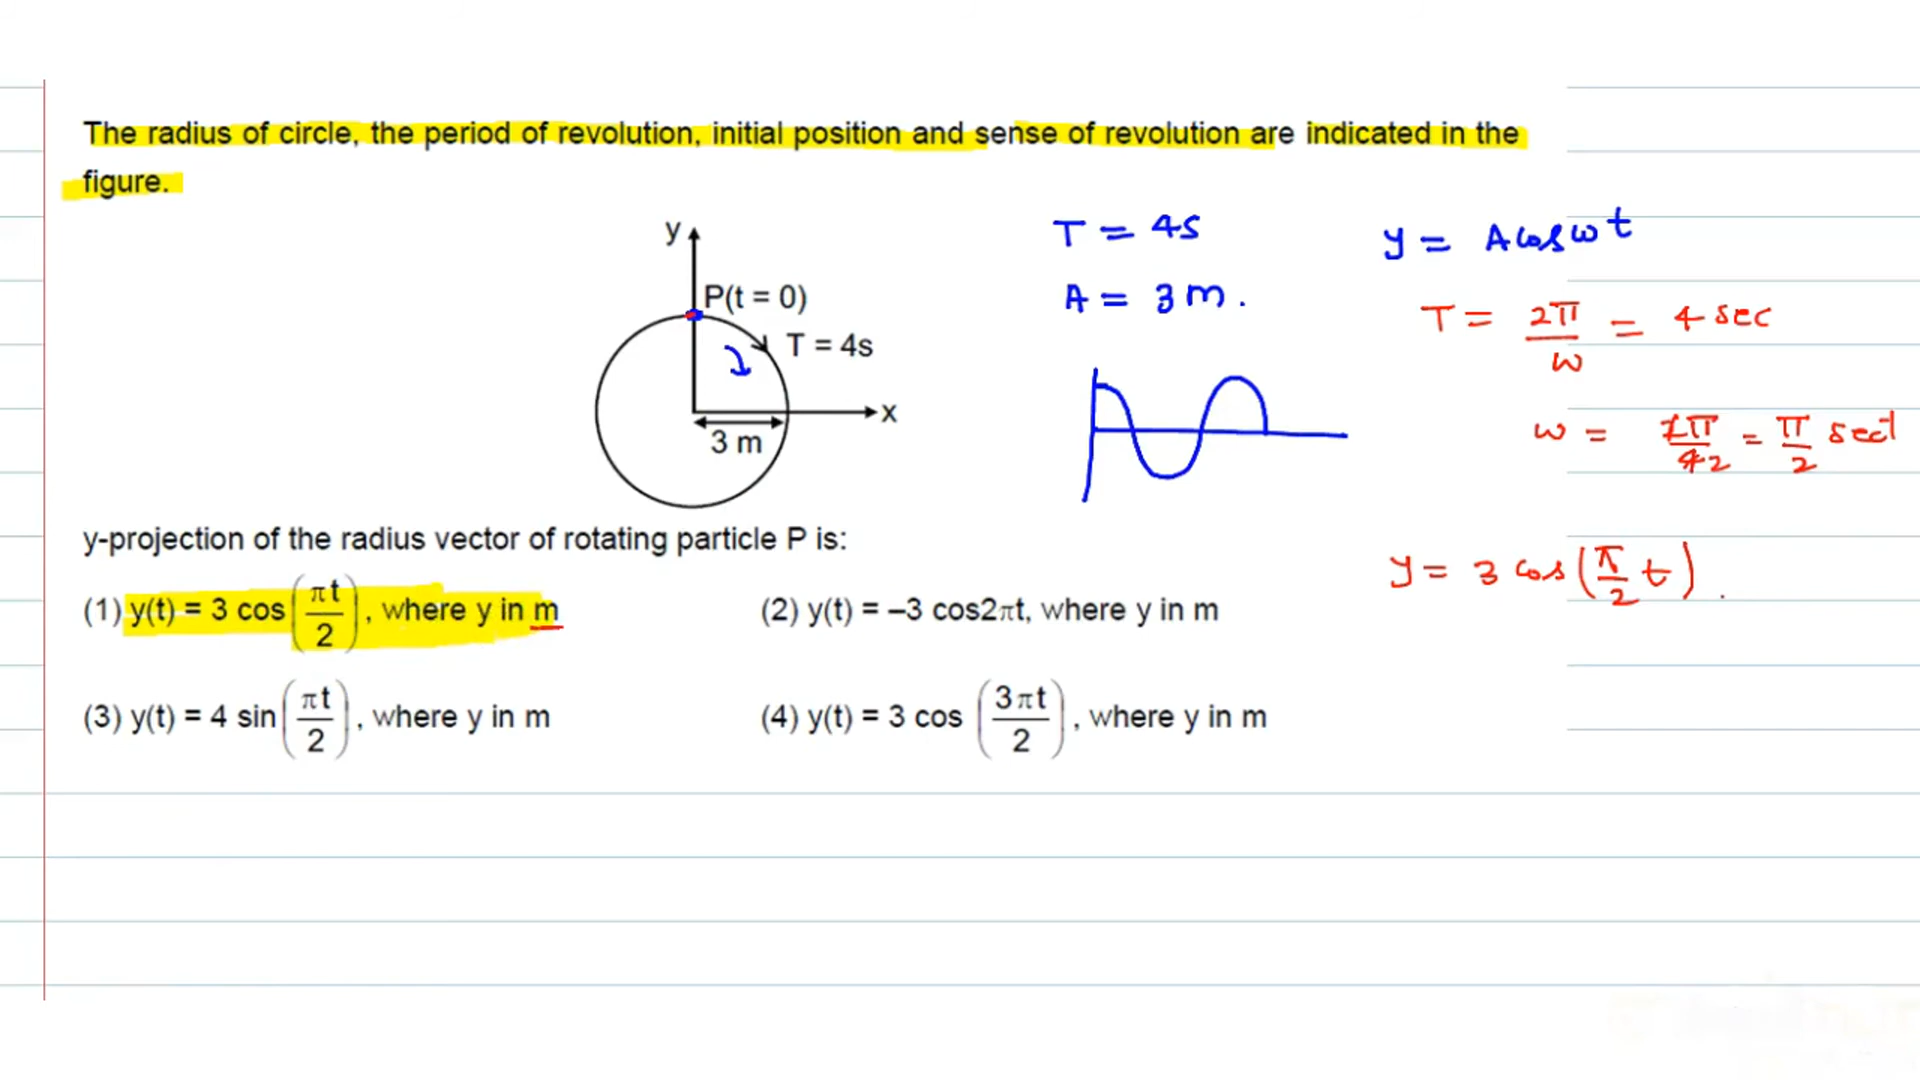 The radius of circle, the period of revolution, initial position and sense of revolution are indicated in the
figure.
y
P(t = 0)
T = 4s
x
3 m
T = 4s
A = 3 m.
y = A cos ω t
T = 2π/ω = 4 sec
ω = 2π/4 2 = π/2 sec⁻¹
y = 3 cos (π/2 t).
y-projection of the radius vector of rotating particle P is:
(1) y(t) = 3 cos (πt/2), where y in m
(2) y(t) = –3 cos2πt, where y in m
(3) y(t) = 4 sin (πt/2), where y in m
(4) y(t) = 3 cos (3πt/2), where y in m